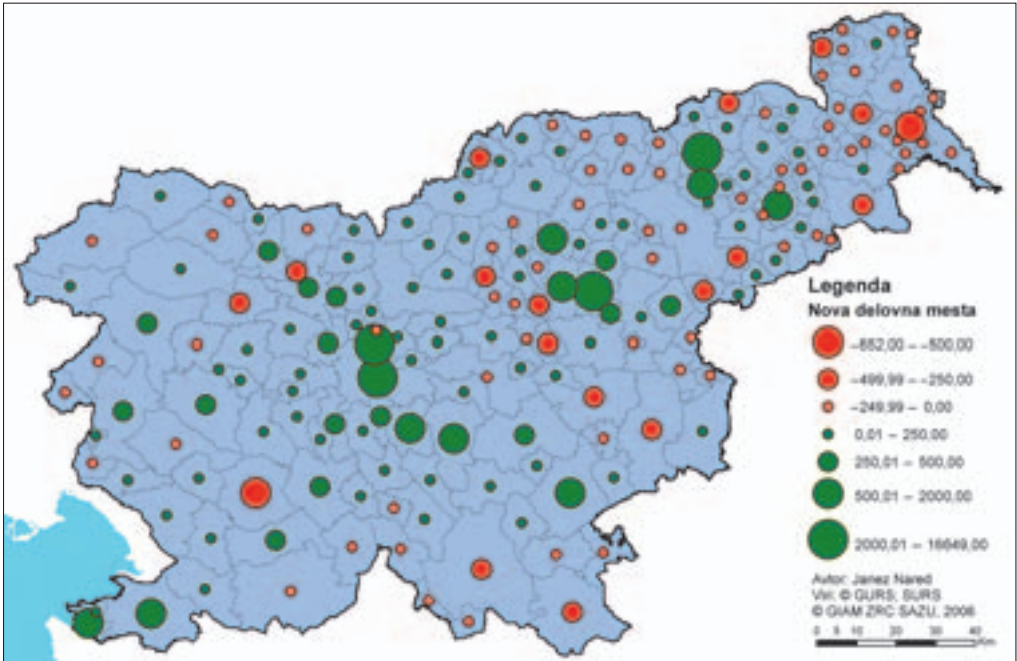 Legenda
Nova delovna mesta
−652,00 – −500,00
−499,99 – −250,00
−249,99 – 0,00
0,01 – 250,00
250,01 – 500,00
500,01 – 2000,00
2000,01 – 16649,00
Avtor: Janez Nared
Viri: © GURS; SURS
© GIAM ZRC SAZU, 2006
0 5 10 20 30 40
Km